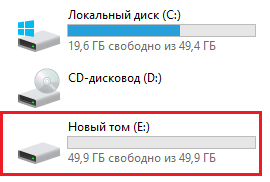 Локальный диск (C:)
19,6 ГБ свободно из 49,4 ГБ
CD-дисковод (D:)
Новый том (E:)
49,9 ГБ свободно из 49,9 ГБ